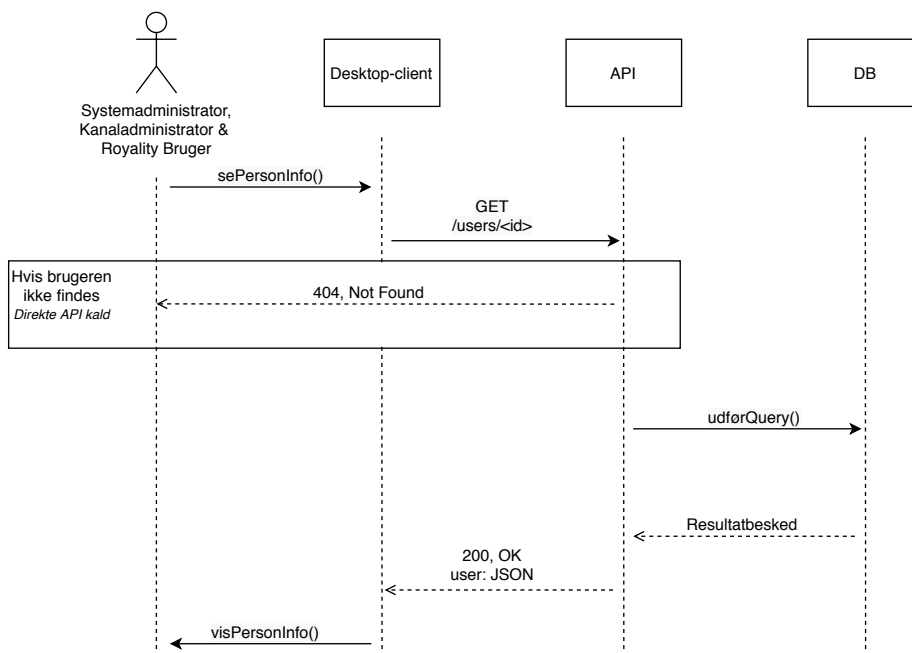 Desktop-client
API
DB
Systemadministrator,
Kanaladministrator &
Royality Bruger
sePersonInfo()
GET
/users/<id>
Hvis brugeren
ikke findes
Direkte API kald
404, Not Found
udførQuery()
Resultatbesked
200, OK
user: JSON
visPersonInfo()